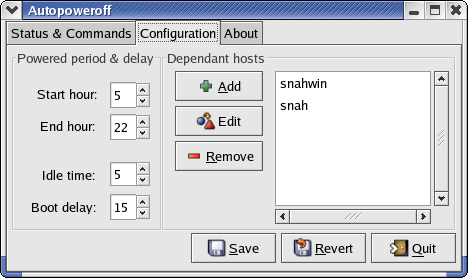 Autopoweroff
Status & Commands Configuration About
Powered period & delay Dependant hosts
Start hour: 5
End hour: 22
Idle time: 5
Boot delay: 15
Add
Edit
Remove
snahwin
snah
Save Revert Quit